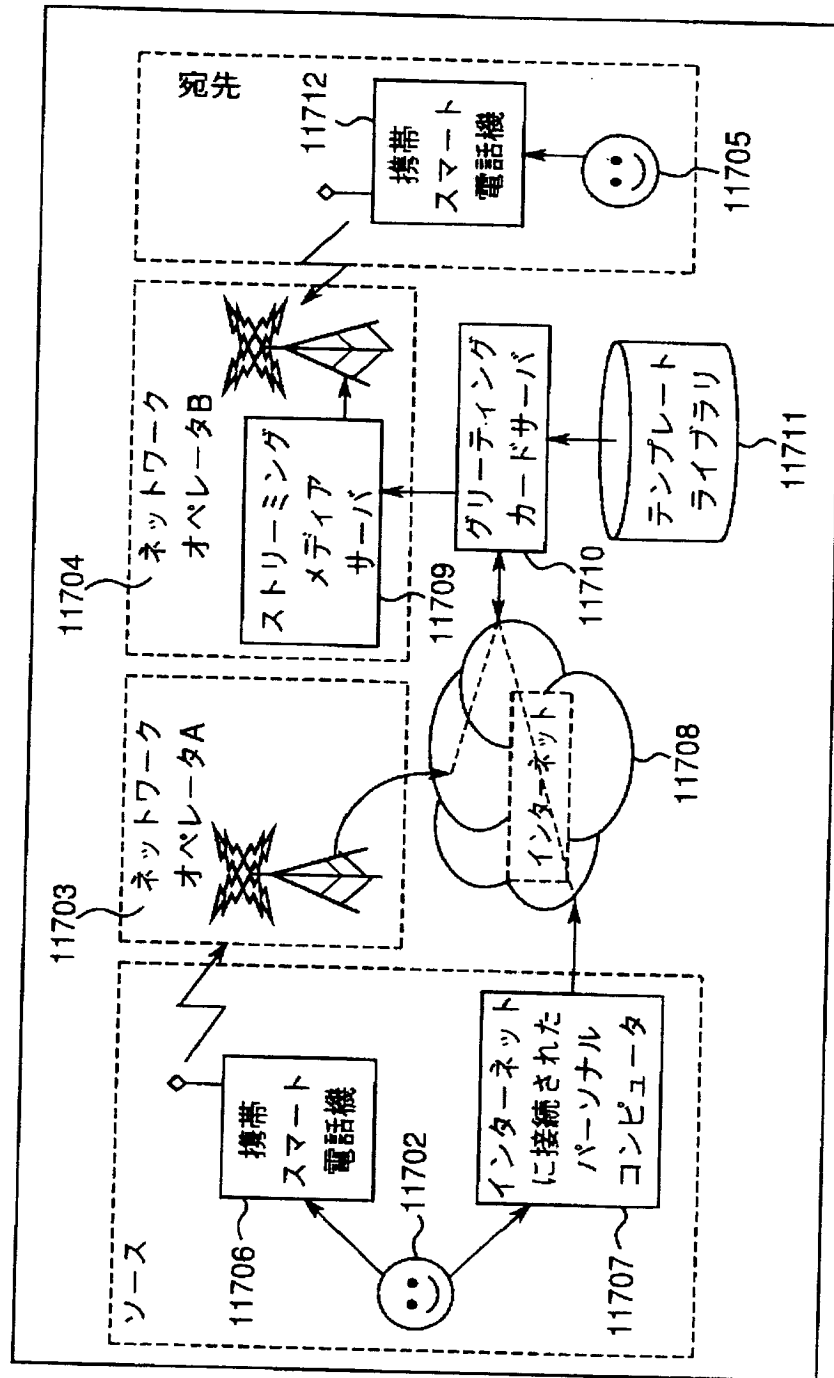 ソース
11706
携帯
スマート
電話機
11702
インターネット
に接続された
パーソナル
コンピュータ
11707
11703
ネットワーク
オペレータA
11704
ネットワーク
オペレータB
ストリーミング
メディア
サーバ
11709
インターネット
11708
グリーティング
カードサーバ
11710
テンプレート
ライブラリ
11711
宛先
11712
携帯
スマート
電話機
11705